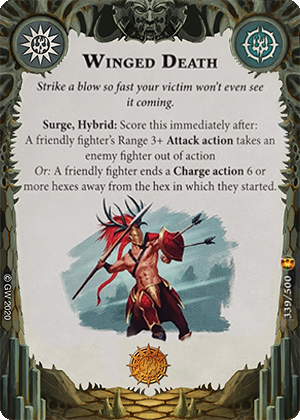 WINGED DEATH
Strike a blow so fast your victim won't even see
it coming.
Surge, Hybrid: Score this immediately after:
A friendly fighter's Range 3+ Attack action takes an
enemy fighter out of action
Or: A friendly fighter ends a Charge action 6 or
more hexes away from the hex in which they started.
© GW 2020
339/500